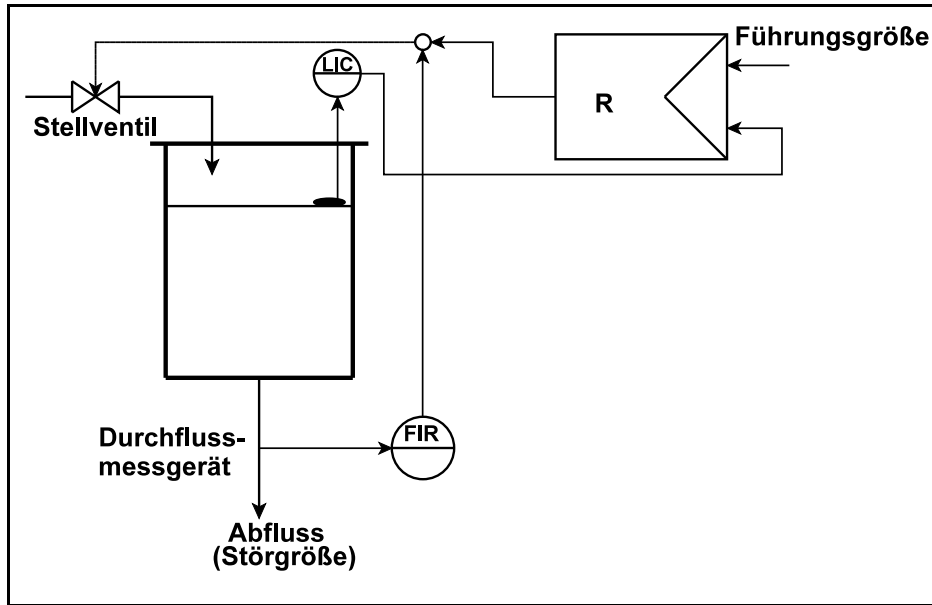 Führungsgröße
LIC
R
Stellventil
FIR
Durchfluss-
messgerät
Abfluss
(Störgröße)